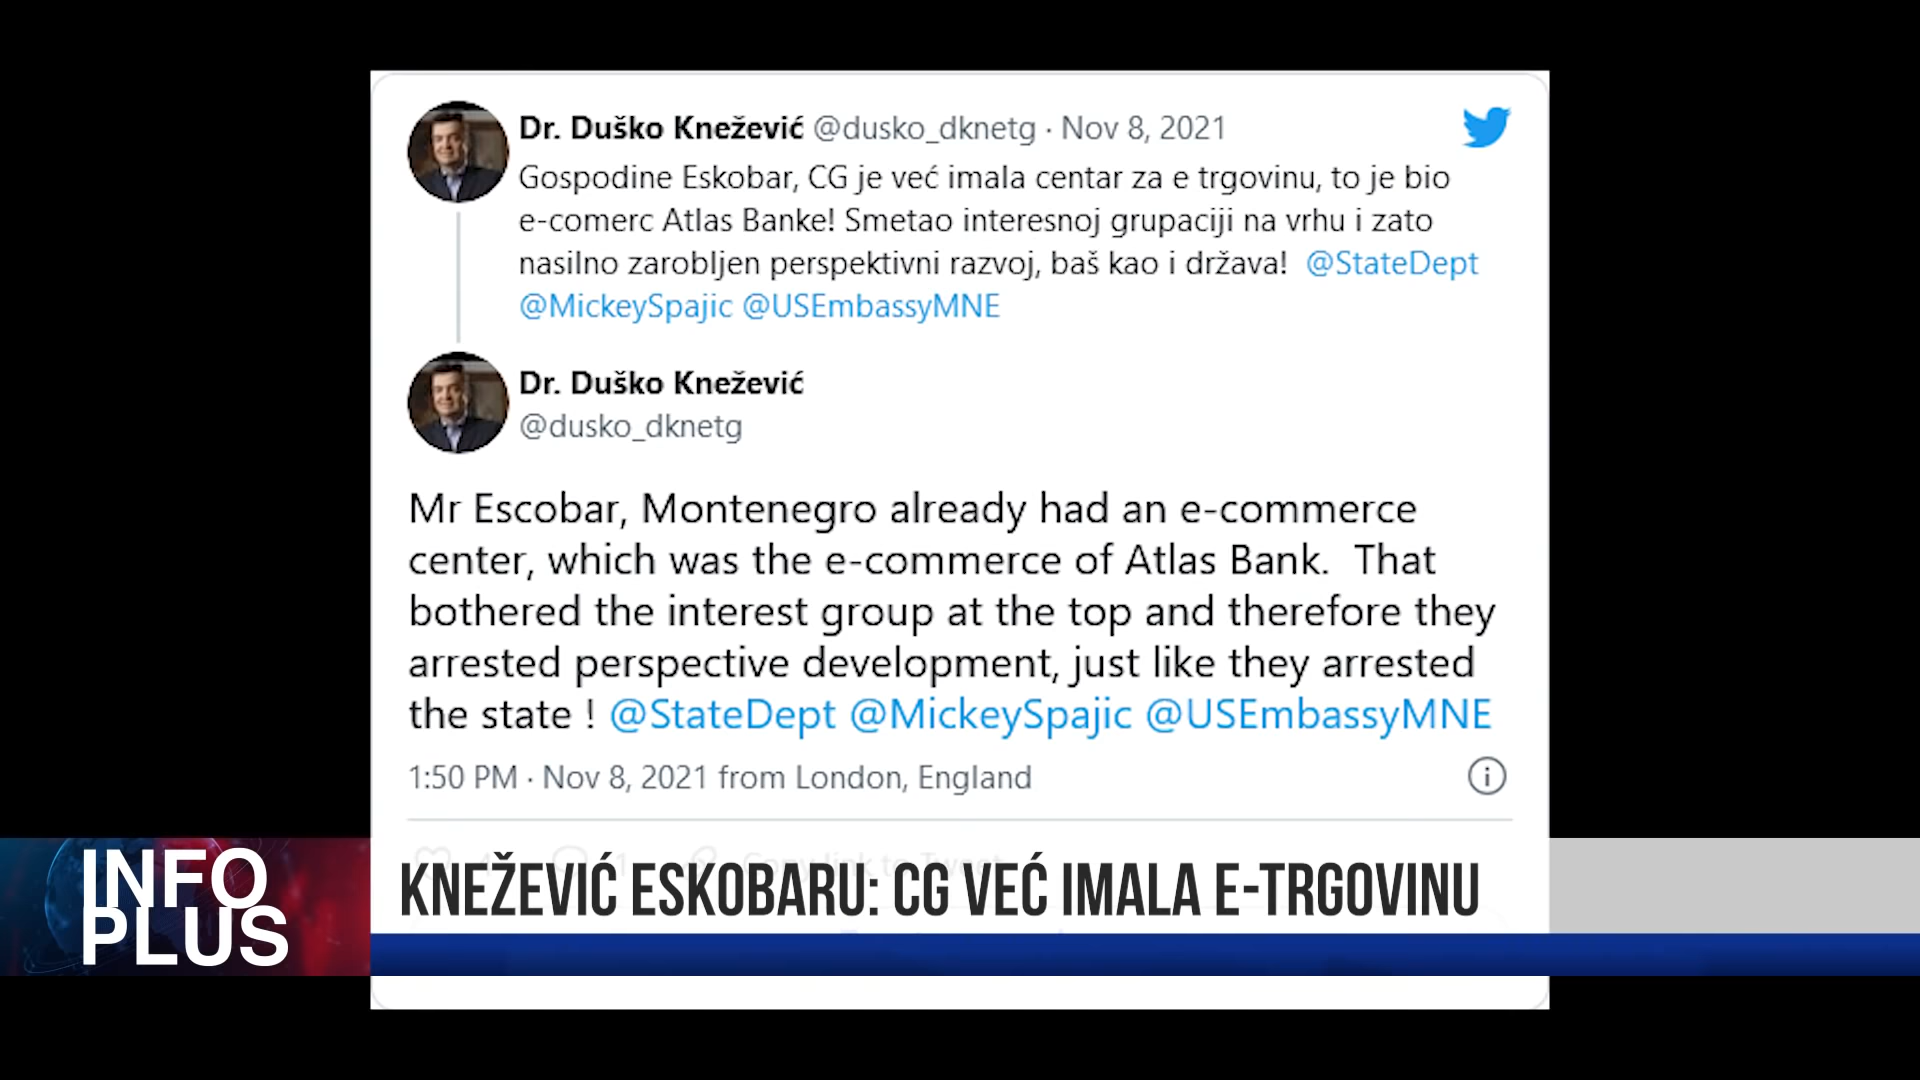 Dr. Duško Knežević @dusko_dknetg · Nov 8, 2021
Gospodine Eskobar, CG je već imala centar za e trgovinu, to je bio
e-comerc Atlas Banke! Smetao interesnoj grupaciji na vrhu i zato
nasilno zarobljen perspektivni razvoj, baš kao i država! @StateDept
@MickeySpajic @USEmbassyMNE
Dr. Duško Knežević
@dusko_dknetg
Mr Escobar, Montenegro already had an e-commerce
center, which was the e-commerce of Atlas Bank. That
bothered the interest group at the top and therefore they
arrested perspective development, just like they arrested
the state ! @StateDept @MickeySpajic @USEmbassyMNE
1:50 PM · Nov 8, 2021 from London, England
Copy link to Tweet
INFO
PLUS
KNEŽEVIĆ ESKOBARU: CG VEĆ IMALA E-TRGOVINU